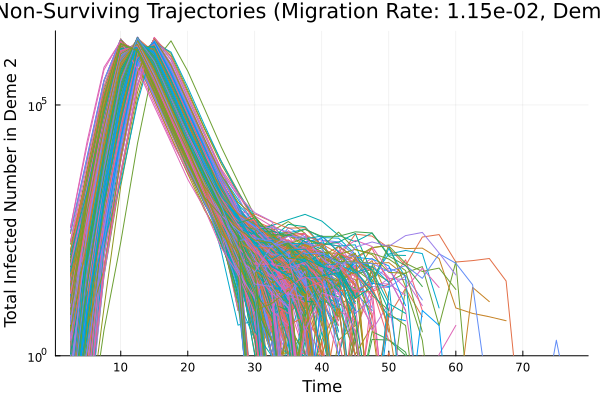 Non-Surviving Trajectories (Migration Rate: 1.15e-02, Dem
Total Infected Number in Deme 2
10^5
10^0
10 20 30 40 50 60 70
Time